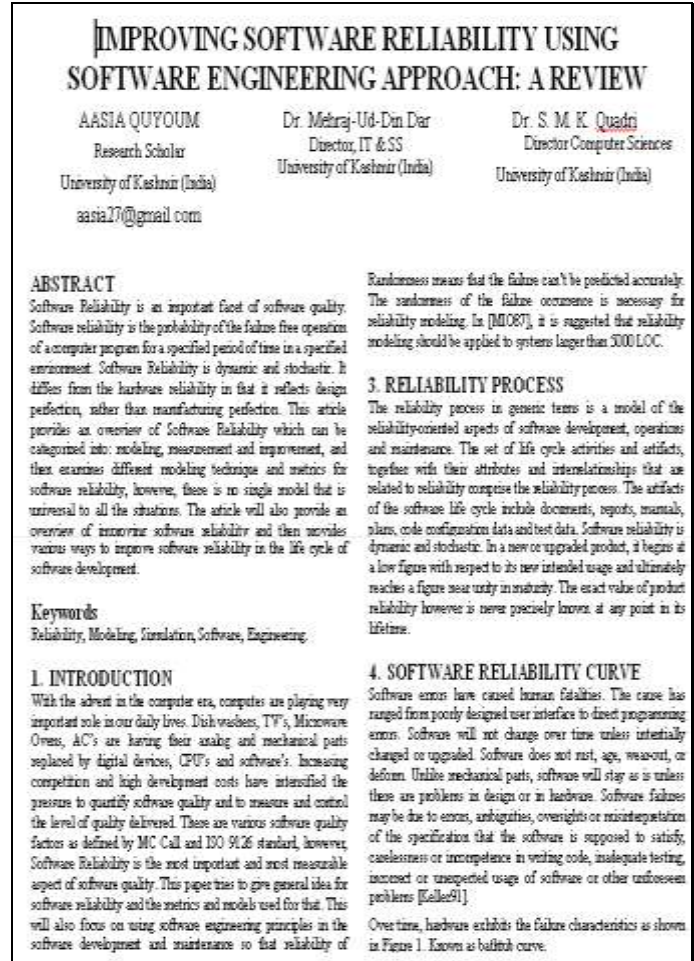 IMPROVING SOFTWARE RELIABILITY USING
SOFTWARE ENGINEERING APPROACH: A REVIEW
AASIA QUYOUM
Research Scholar
University of Kashmir (India)
aasia27@gmail.com
Dr. Mehraj-Ud-Din Dar
Director, IT & SS
University of Kashmir (India)
Dr. S. M. K. Quadri
Director Computer Sciences
University of Kashmir (India)
ABSTRACT
Software Reliability is an important facet of software quality.
Software reliability is the probability of the failure free operation
of a computer program for a specified period of time in a specified
environment. Software Reliability is dynamic and stochastic. It
differs from the hardware reliability in that it reflects design
perfection, rather than manufacturing perfection. This article
provides an overview of Software Reliability which can be
categorized into: modeling, measurement and improvement, and
then examines different modeling technique and metrics for
software reliability, however, there is no single model that is
universal to all the situations. The article will also provide an
overview of improving software reliability and then provides
various ways to improve software reliability in the life cycle of
software development.
Keywords
Reliability, Modeling, Simulation, Software, Engineering.
1. INTRODUCTION
With the advent in the computer era, computes are playing very
important role in our daily lives. Dish washers, TV's, Microwave
Ovens, AC's are having their analog and mechanical parts
replaced by digital devices, CPU's and software's. Increasing
competition and high development costs have intensified the
pressure to quantify software quality and to measure and control
the level of quality delivered. There are various software quality
factors as defined by MC Call and ISO 9126 standard, however,
Software Reliability is the most important and most measurable
aspect of software quality. This paper tries to give general idea for
software reliability and the metrics and models used for that. This
will also focus on using software engineering principles in the
software development and maintenance so that reliability of
Randomness means that the failure can't be predicted accurately.
The randomness of the failure occurrence is necessary for
reliability modeling. In [MIO87], it is suggested that reliability
modeling should be applied to systems larger than 5000 LOC.
3. RELIABILITY PROCESS
The reliability process in generic terms is a model of the
reliability-oriented aspects of software development, operations
and maintenance. The set of life cycle activities and artifacts,
together with their attributes and interrelationships that are
related to reliability comprise the reliability process. The artifacts
of the software life cycle include documents, reports, manuals,
plans, code configuration data and test data. Software reliability is
dynamic and stochastic. In a new or upgraded product, it begins at
a low figure with respect to its new intended usage and ultimately
reaches a figure near unity in maturity. The exact value of product
reliability however is never precisely known at any point in its
lifetime.
4. SOFTWARE RELIABILITY CURVE
Software errors have caused human fatalities. The cause has
ranged from poorly designed user interface to direct programming
errors. Software will not change over time unless intentially
changed or upgraded. Software does not rust, age, wear-out, or
deform. Unlike mechanical parts, software will stay as is unless
there are problems in design or in hardware. Software failures
may be due to errors, ambiguities, oversights or misinterpretation
of the specification that the software is supposed to satisfy,
carelessness or incompetence in writing code, inadequate testing,
incorrect or unexpected usage of software or other unforeseen
problems [Keller91].
Over time, hardware exhibits the failure characteristics as shown
in Figure 1. Known as bathtub curve.